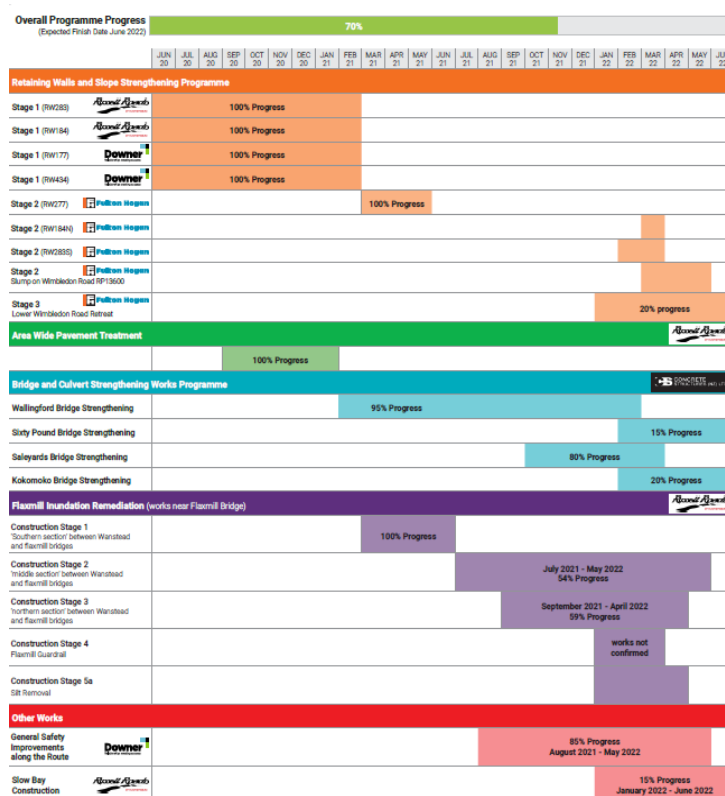 Overall Programme Progress
(Expected Finish Date June 2022)
70%
JUN 20 JUL 20 AUG 20 SEP 20 OCT 20 NOV 20 DEC 20 JAN 21 FEB 21 MAR 21 APR 21 MAY 21 JUN 21 JUL 21 AUG 21 SEP 21 OCT 21 NOV 21 DEC 21 JAN 22 FEB 22 MAR 22 APR 22 MAY 22 JU 22
Retaining Walls and Slope Strengthening Programme
Stage 1 (RW283) 100% Progress
Stage 1 (RW184) 100% Progress
Stage 1 (RW177) Downer 100% Progress
Stage 1 (RW434) Downer 100% Progress
Stage 2 (RW277) Fulton Hogan 100% Progress
Stage 2 (RW184N) Fulton Hogan
Stage 2 (RW283S) Fulton Hogan
Stage 2 Fulton Hogan
Slump on Wimbledon Road RP13600
Stage 3 Fulton Hogan
Lower Wimbledon Road Retreat
20% progress
Area Wide Pavement Treatment
100% Progress
Bridge and Culvert Strengthening Works Programme
CONCRETE
STRUCTURES (NZ) LT
Wallingford Bridge Strengthening 95% Progress
Sixty Pound Bridge Strengthening 15% Progress
Saleyards Bridge Strengthening 80% Progress
Kokomoko Bridge Strengthening 20% Progress
Flaxmill Inundation Remediation (works near Flaxmill Bridge)
Construction Stage 1
'Southern section' between Wanstead
and flaxmill bridges
100% Progress
Construction Stage 2
'middle section' between Wanstead
and flaxmill bridges
July 2021 - May 2022
54% Progress
Construction Stage 3
'northern section' between Wanstead
and flaxmill bridges
September 2021 - April 2022
59% Progress
Construction Stage 4
Flaxmill Guardrail
works not
confirmed
Construction Stage 5a
Silt Removal
Other Works
General Safety
Improvements
along the Route
Downer
85% Progress
August 2021 - May 2022
Slow Bay
Construction
15% Progress
January 2022 - June 2022